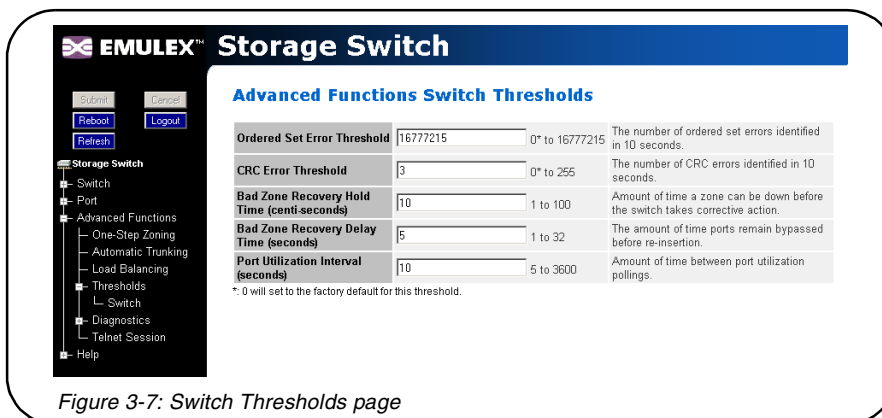 EMULEX™ Storage Switch
Submit Cancel
Reboot Logout
Refresh
Storage Switch
Switch
Port
Advanced Functions
One-Step Zoning
Automatic Trunking
Load Balancing
Thresholds
Switch
Diagnostics
Telnet Session
Help
Advanced Functions Switch Thresholds
Ordered Set Error Threshold 16777215 0* to 16777215 The number of ordered set errors identified
in 10 seconds.
CRC Error Threshold 3 0* to 255 The number of CRC errors identified in 10
seconds.
Bad Zone Recovery Hold
Time (centi-seconds) 10 1 to 100 Amount of time a zone can be down before
the switch takes corrective action.
Bad Zone Recovery Delay
Time (seconds) 5 1 to 32 The amount of time ports remain bypassed
before re-insertion.
Port Utilization Interval
(seconds) 10 5 to 3600 Amount of time between port utilization
pollings.
*: 0 will set to the factory default for this threshold.
Figure 3-7: Switch Thresholds page